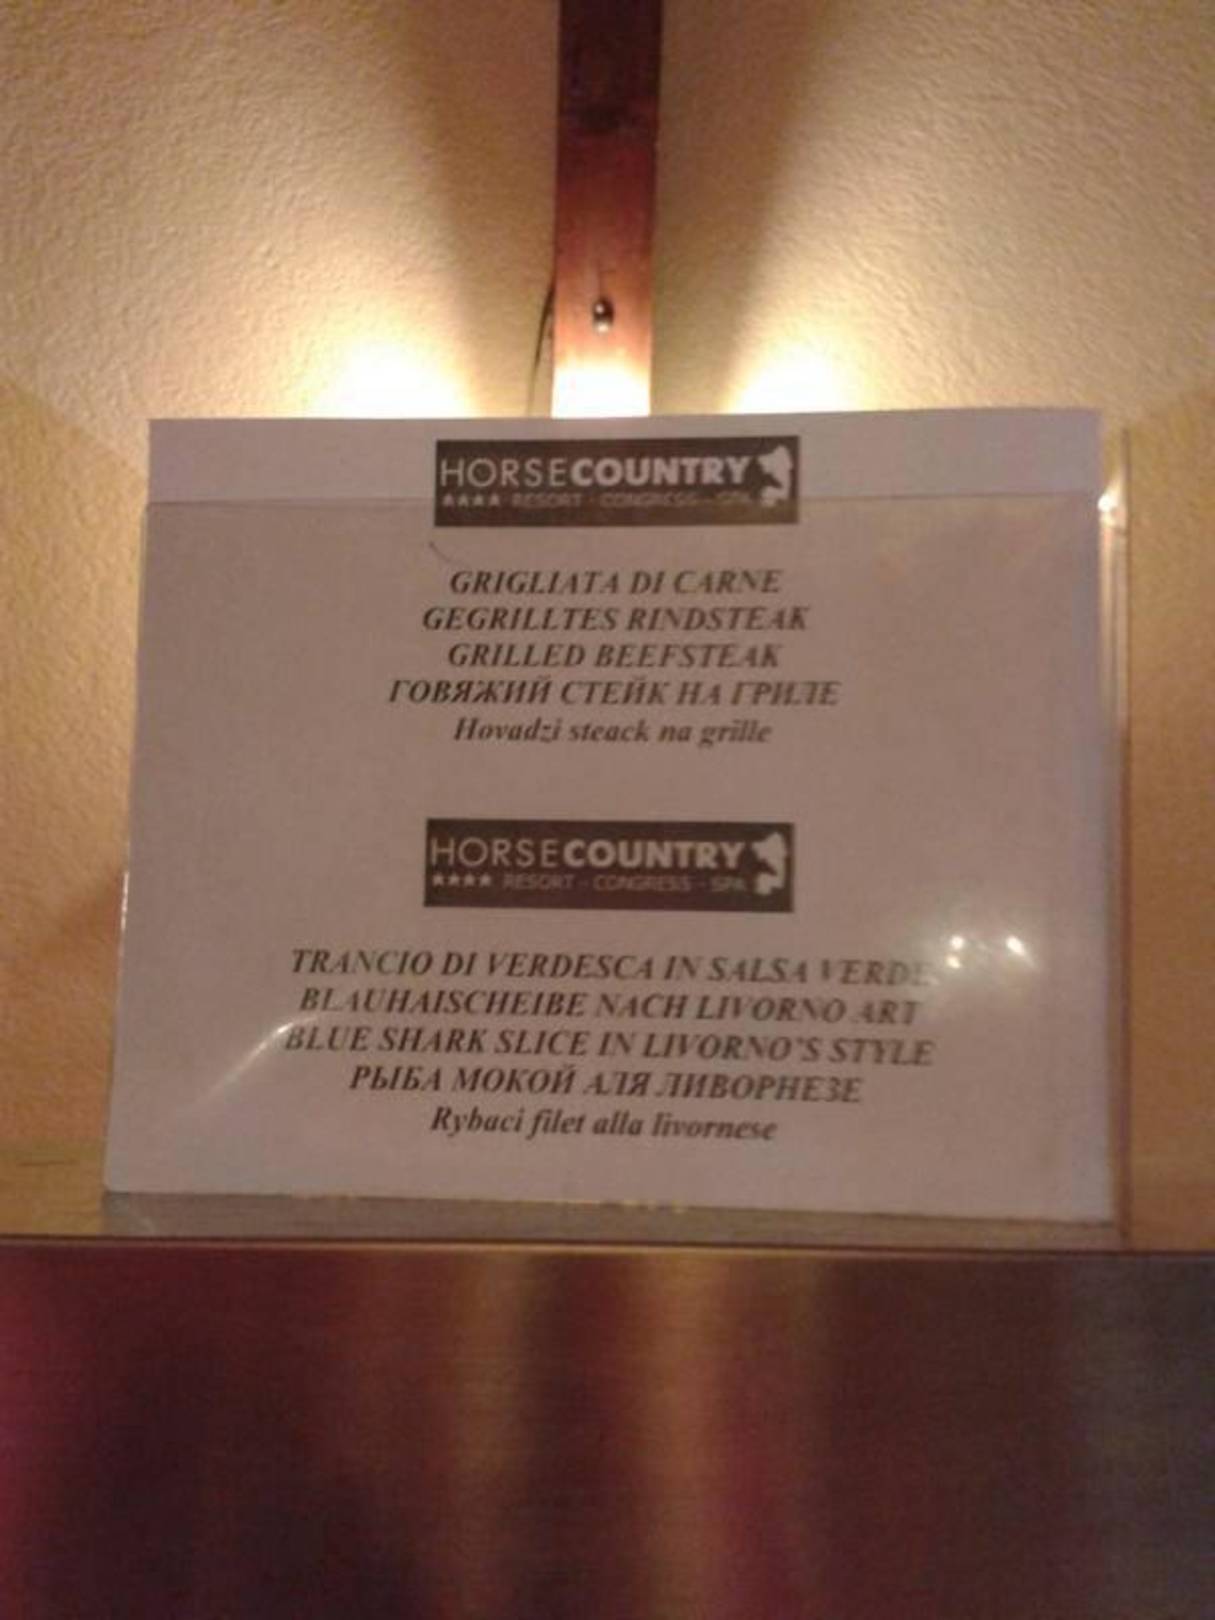 HORSECOUNTRY
★★★★ RESORT - CONGRESS - SPA
GRIGLIATA DI CARNE
GEGRILLTES RINDSTEAK
GRILLED BEEFSTEAK
ГОВЯЖИЙ СТЕЙК НА ГРИЛЕ
Hovadzi steack na grille
HORSECOUNTRY
★★★★ RESORT - CONGRESS - SPA
TRANCIO DI VERDESCA IN SALSA VERDE
BLAUHAISCHEIBE NACH LIVORNO ART
BLUE SHARK SLICE IN LIVORNO'S STYLE
РЫБА МОКОЙ АЛЯ ЛИВОРНЕЗЕ
Rybaci filet alla livornese